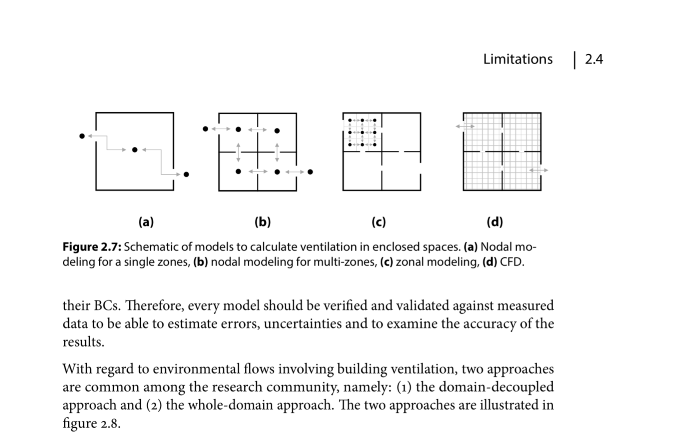 Limitations | 2.4
(a) (b) (c) (d)
Figure 2.7: Schematic of models to calculate ventilation in enclosed spaces. (a) Nodal mo-
deling for a single zones, (b) nodal modeling for multi-zones, (c) zonal modeling, (d) CFD.
their BCs. Therefore, every model should be verified and validated against measured
data to be able to estimate errors, uncertainties and to examine the accuracy of the
results.
With regard to environmental flows involving building ventilation, two approaches
are common among the research community, namely: (1) the domain-decoupled
approach and (2) the whole-domain approach. The two approaches are illustrated in
figure 2.8.